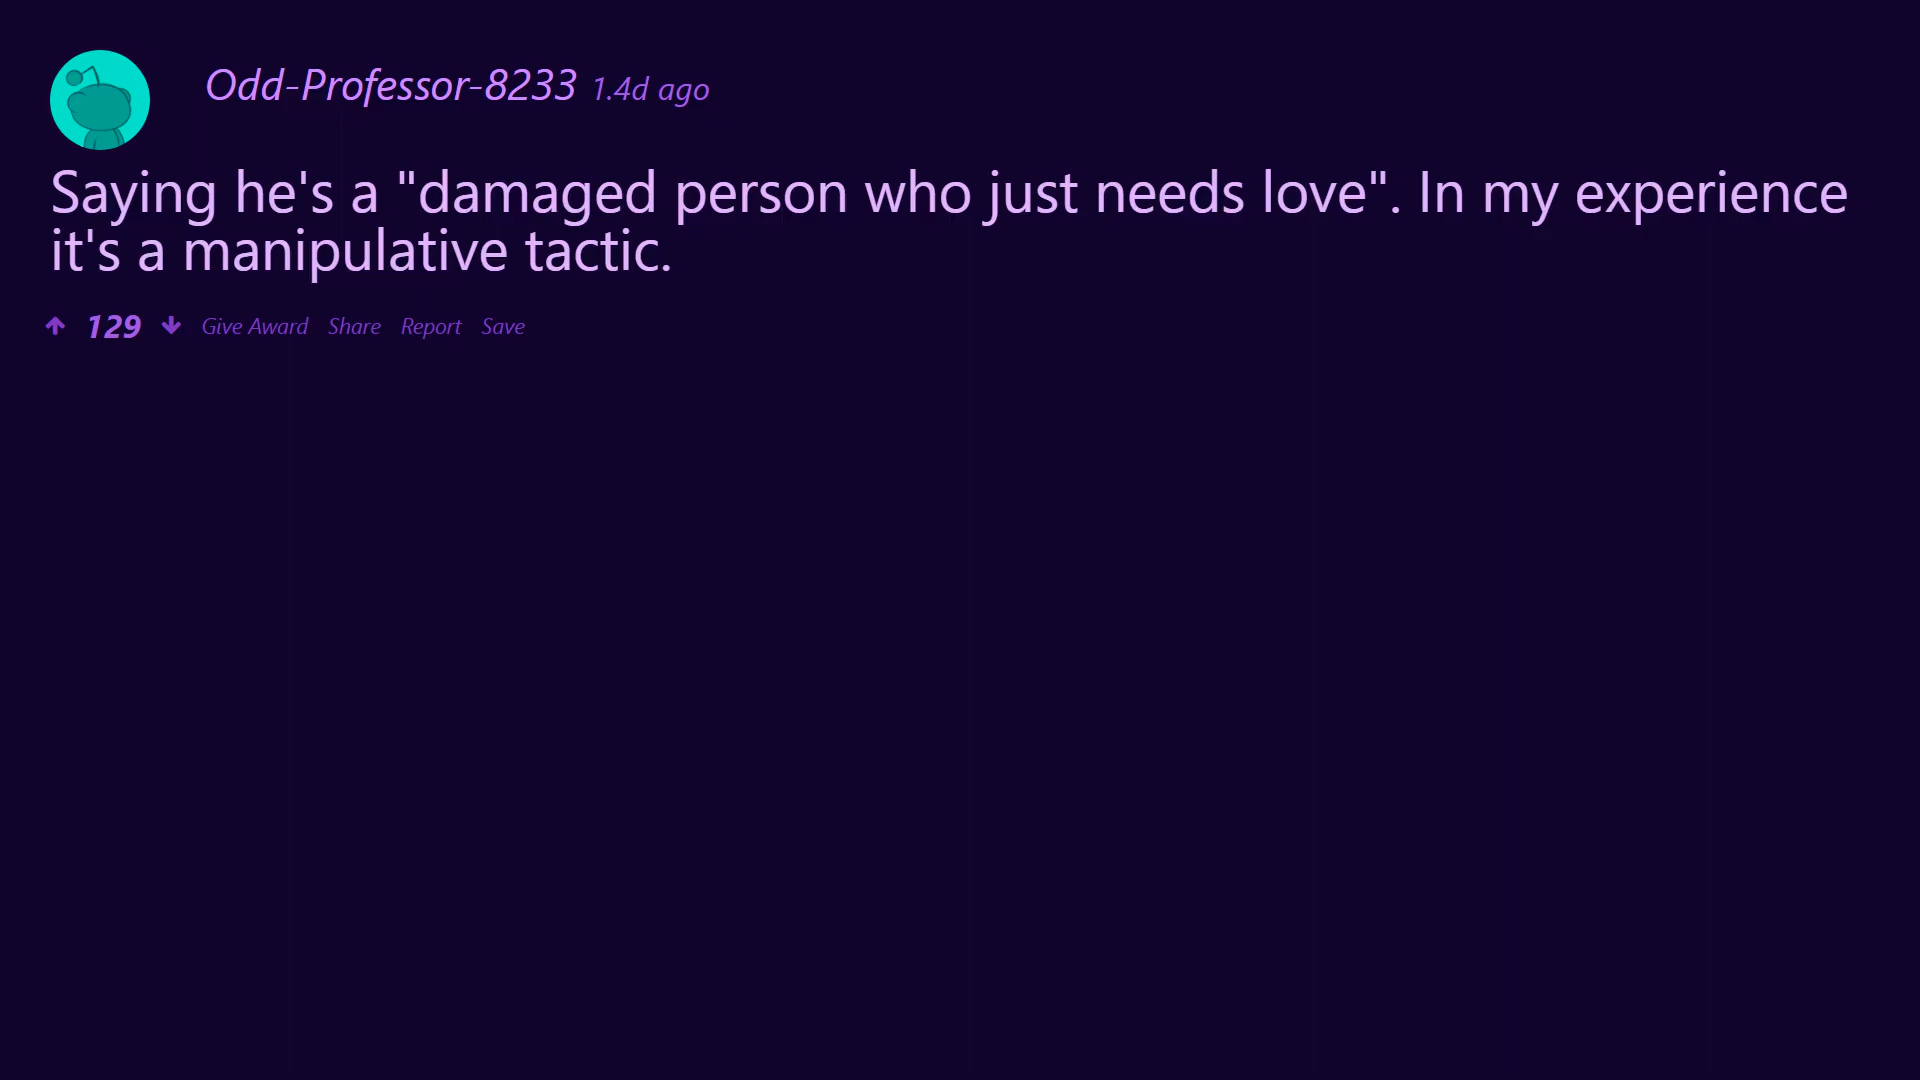 Odd-Professor-8233 1.4d ago
Saying he's a "damaged person who just needs love". In my experience
it's a manipulative tactic.
129 Give Award Share Report Save